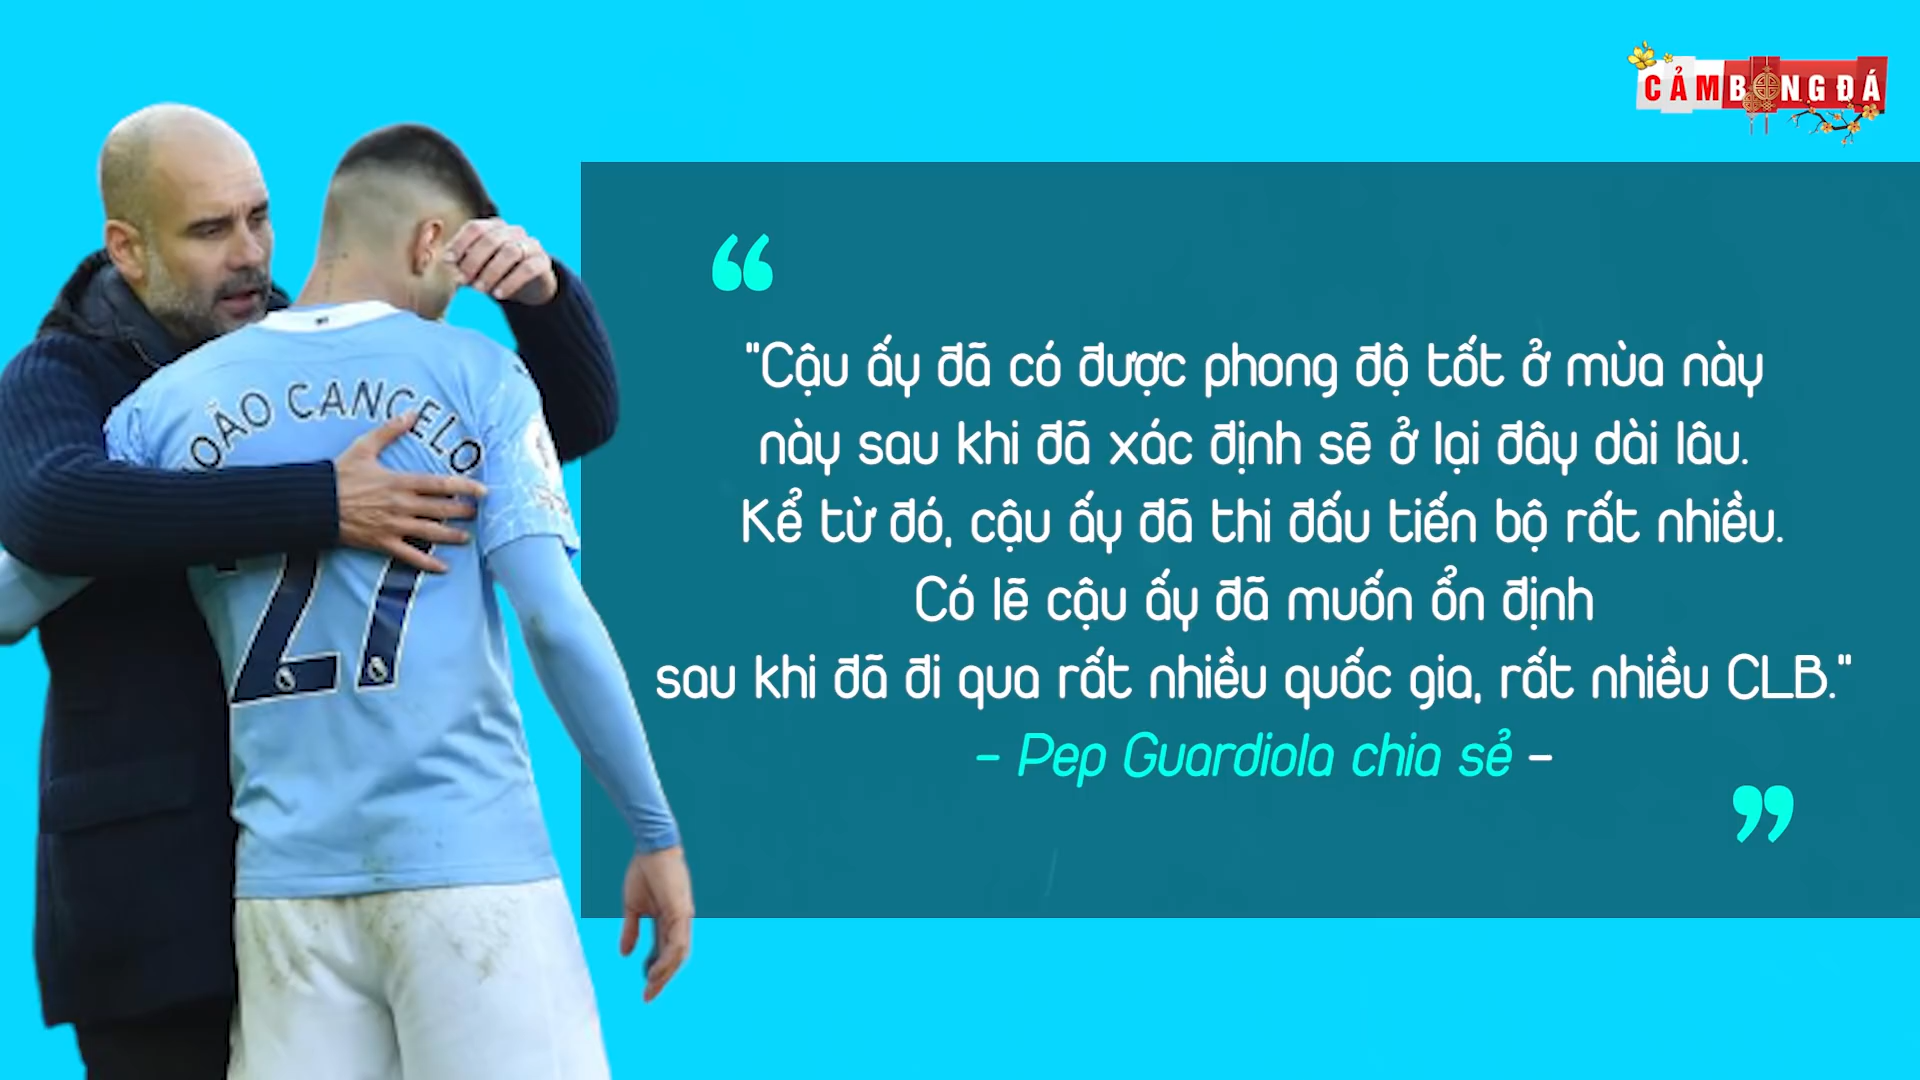 CẢM BÓNG ĐÁ
"Cậu ấy đã có được phong độ tốt ở mùa này
này sau khi đã xác định sẽ ở lại đây dài lâu.
Kể từ đó, cậu ấy đã thi đấu tiến bộ rất nhiều.
Có lẽ cậu ấy đã muốn ổn định
sau khi đã đi qua rất nhiều quốc gia, rất nhiều CLB."
– Pep Guardiola chia sẻ –
JOÃO CANCELO
27